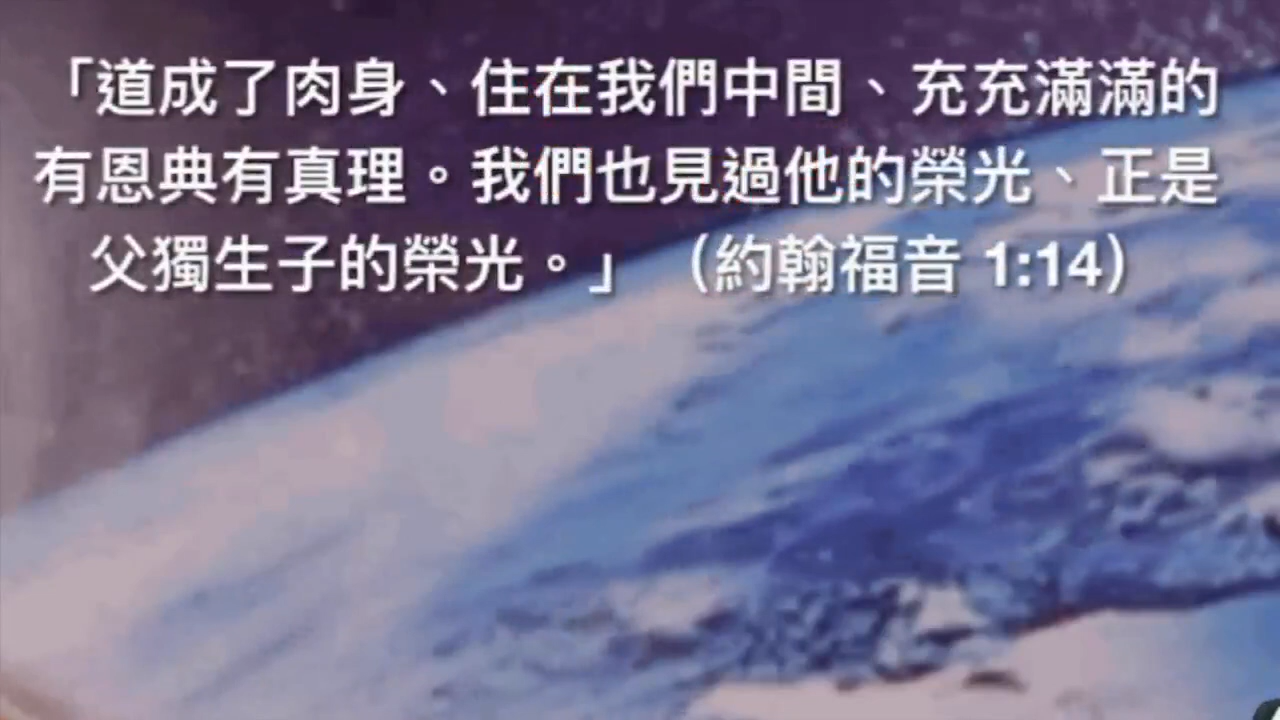 「道成了肉身、住在我們中間、充充滿滿的
有恩典有真理。我們也見過他的榮光、正是
父獨生子的榮光。」（約翰福音 1:14）